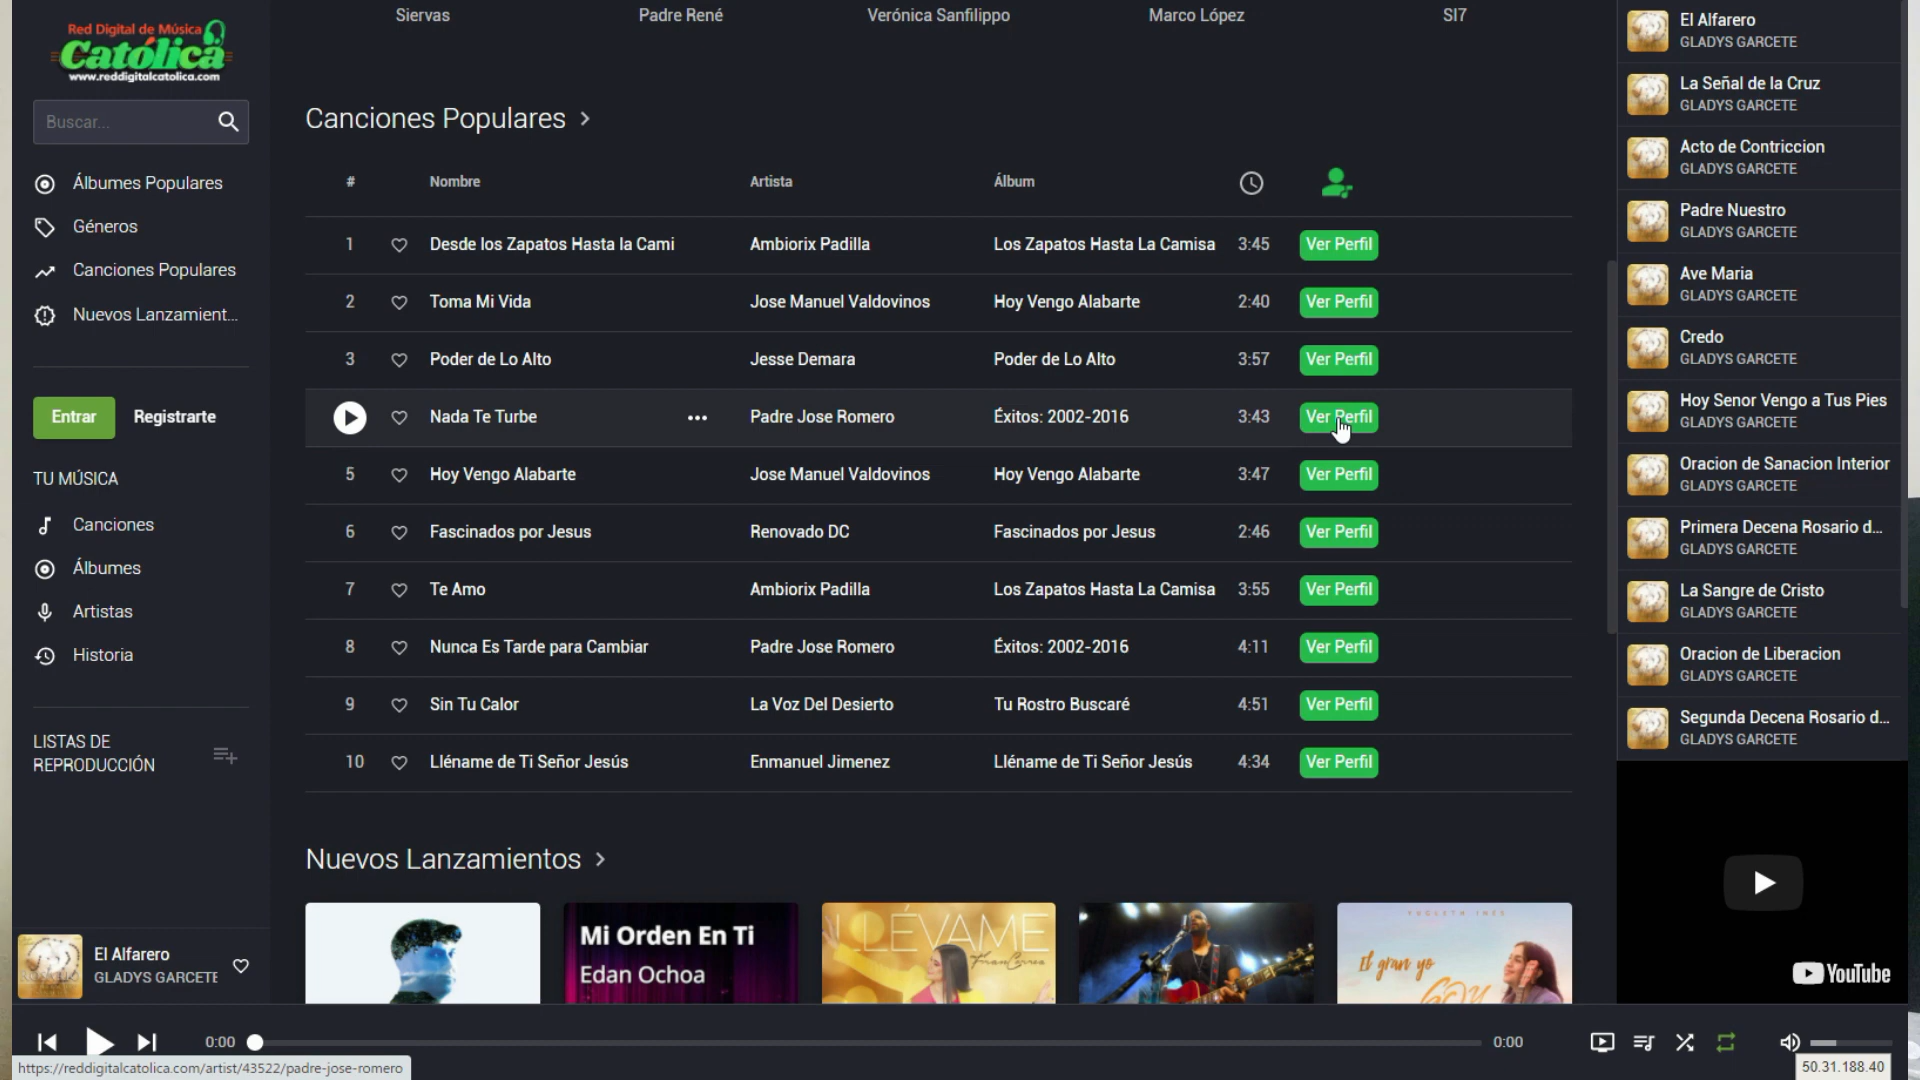 Red Digital de Música
Católica
www.reddigitalcatolica.com
Buscar...
Álbumes Populares
Géneros
Canciones Populares
Nuevos Lanzamient...
Entrar
Registrarte
TU MÚSICA
Canciones
Álbumes
Artistas
Historia
LISTAS DE
REPRODUCCIÓN
El Alfarero
GLADYS GARCETE
Siervas Padre René Verónica Sanfilippo Marco López SI7
Canciones Populares
# Nombre Artista Álbum
1 Desde los Zapatos Hasta la Cami Ambiorix Padilla Los Zapatos Hasta La Camisa 3:45 Ver Perfil
2 Toma Mi Vida Jose Manuel Valdovinos Hoy Vengo Alabarte 2:40 Ver Perfil
3 Poder de Lo Alto Jesse Demara Poder de Lo Alto 3:57 Ver Perfil
Nada Te Turbe ••• Padre Jose Romero Éxitos: 2002-2016 3:43 Ver Perfil
5 Hoy Vengo Alabarte Jose Manuel Valdovinos Hoy Vengo Alabarte 3:47 Ver Perfil
6 Fascinados por Jesus Renovado DC Fascinados por Jesus 2:46 Ver Perfil
7 Te Amo Ambiorix Padilla Los Zapatos Hasta La Camisa 3:55 Ver Perfil
8 Nunca Es Tarde para Cambiar Padre Jose Romero Éxitos: 2002-2016 4:11 Ver Perfil
9 Sin Tu Calor La Voz Del Desierto Tu Rostro Buscaré 4:51 Ver Perfil
10 Lléname de Ti Señor Jesús Enmanuel Jimenez Lléname de Ti Señor Jesús 4:34 Ver Perfil
Nuevos Lanzamientos
Mi Orden En Ti
Edan Ochoa
LLÉVAME
YUGLETH INES
El gran yo
SOY
El Alfarero
GLADYS GARCETE
La Señal de la Cruz
GLADYS GARCETE
Acto de Contriccion
GLADYS GARCETE
Padre Nuestro
GLADYS GARCETE
Ave Maria
GLADYS GARCETE
Credo
GLADYS GARCETE
Hoy Senor Vengo a Tus Pies
GLADYS GARCETE
Oracion de Sanacion Interior
GLADYS GARCETE
Primera Decena Rosario d...
GLADYS GARCETE
La Sangre de Cristo
GLADYS GARCETE
Oracion de Liberacion
GLADYS GARCETE
Segunda Decena Rosario d...
GLADYS GARCETE
YouTube
0:00 0:00
https://reddigitalcatolica.com/artist/43522/padre-jose-romero
50.31.188.40